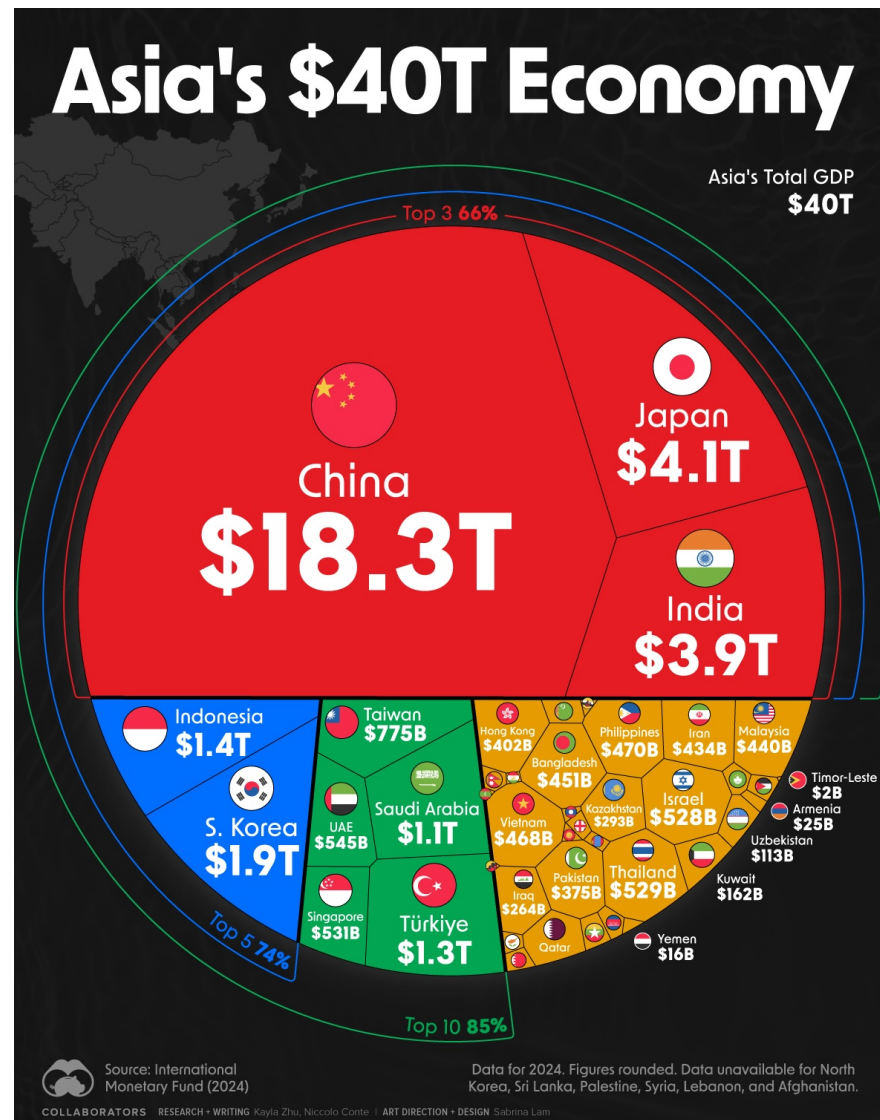 Asia's $40T Economy
Asia's Total GDP
$40T
Top 3 66%
China
$18.3T
Japan
$4.1T
India
$3.9T
Indonesia
$1.4T
S. Korea
$1.9T
Top 5 74%
Taiwan
$775B
UAE
$545B
Saudi Arabia
$1.1T
Singapore
$531B
Türkiye
$1.3T
Top 10 85%
Hong Kong
$402B
Bangladesh
$451B
Philippines
$470B
Iran
$434B
Malaysia
$440B
Vietnam
$468B
Kazakhstan
$293B
Israel
$528B
Iraq
$264B
Pakistan
$375B
Thailand
$529B
Qatar
Timor-Leste
$2B
Armenia
$25B
Uzbekistan
$113B
Kuwait
$162B
Yemen
$16B
Source: International
Monetary Fund (2024)
Data for 2024. Figures rounded. Data unavailable for North
Korea, Sri Lanka, Palestine, Syria, Lebanon, and Afghanistan.
COLLABORATORS RESEARCH + WRITING Kayla Zhu, Niccolo Conte | ART DIRECTION + DESIGN Sabrina Lam